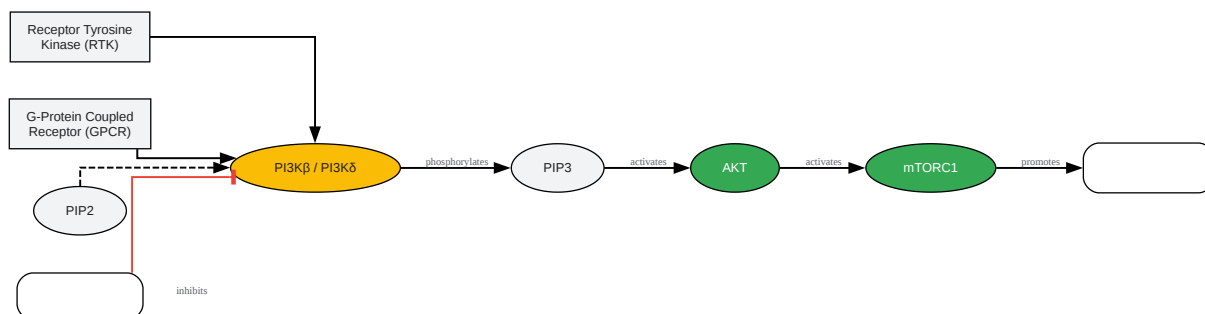 Receptor Tyrosine
Kinase (RTK)
G-Protein Coupled
Receptor (GPCR)
PI3Kβ / PI3Kδ
phosphorylates
PIP3
activates
AKT
activates
mTORC1
promotes
PIP2
inhibits